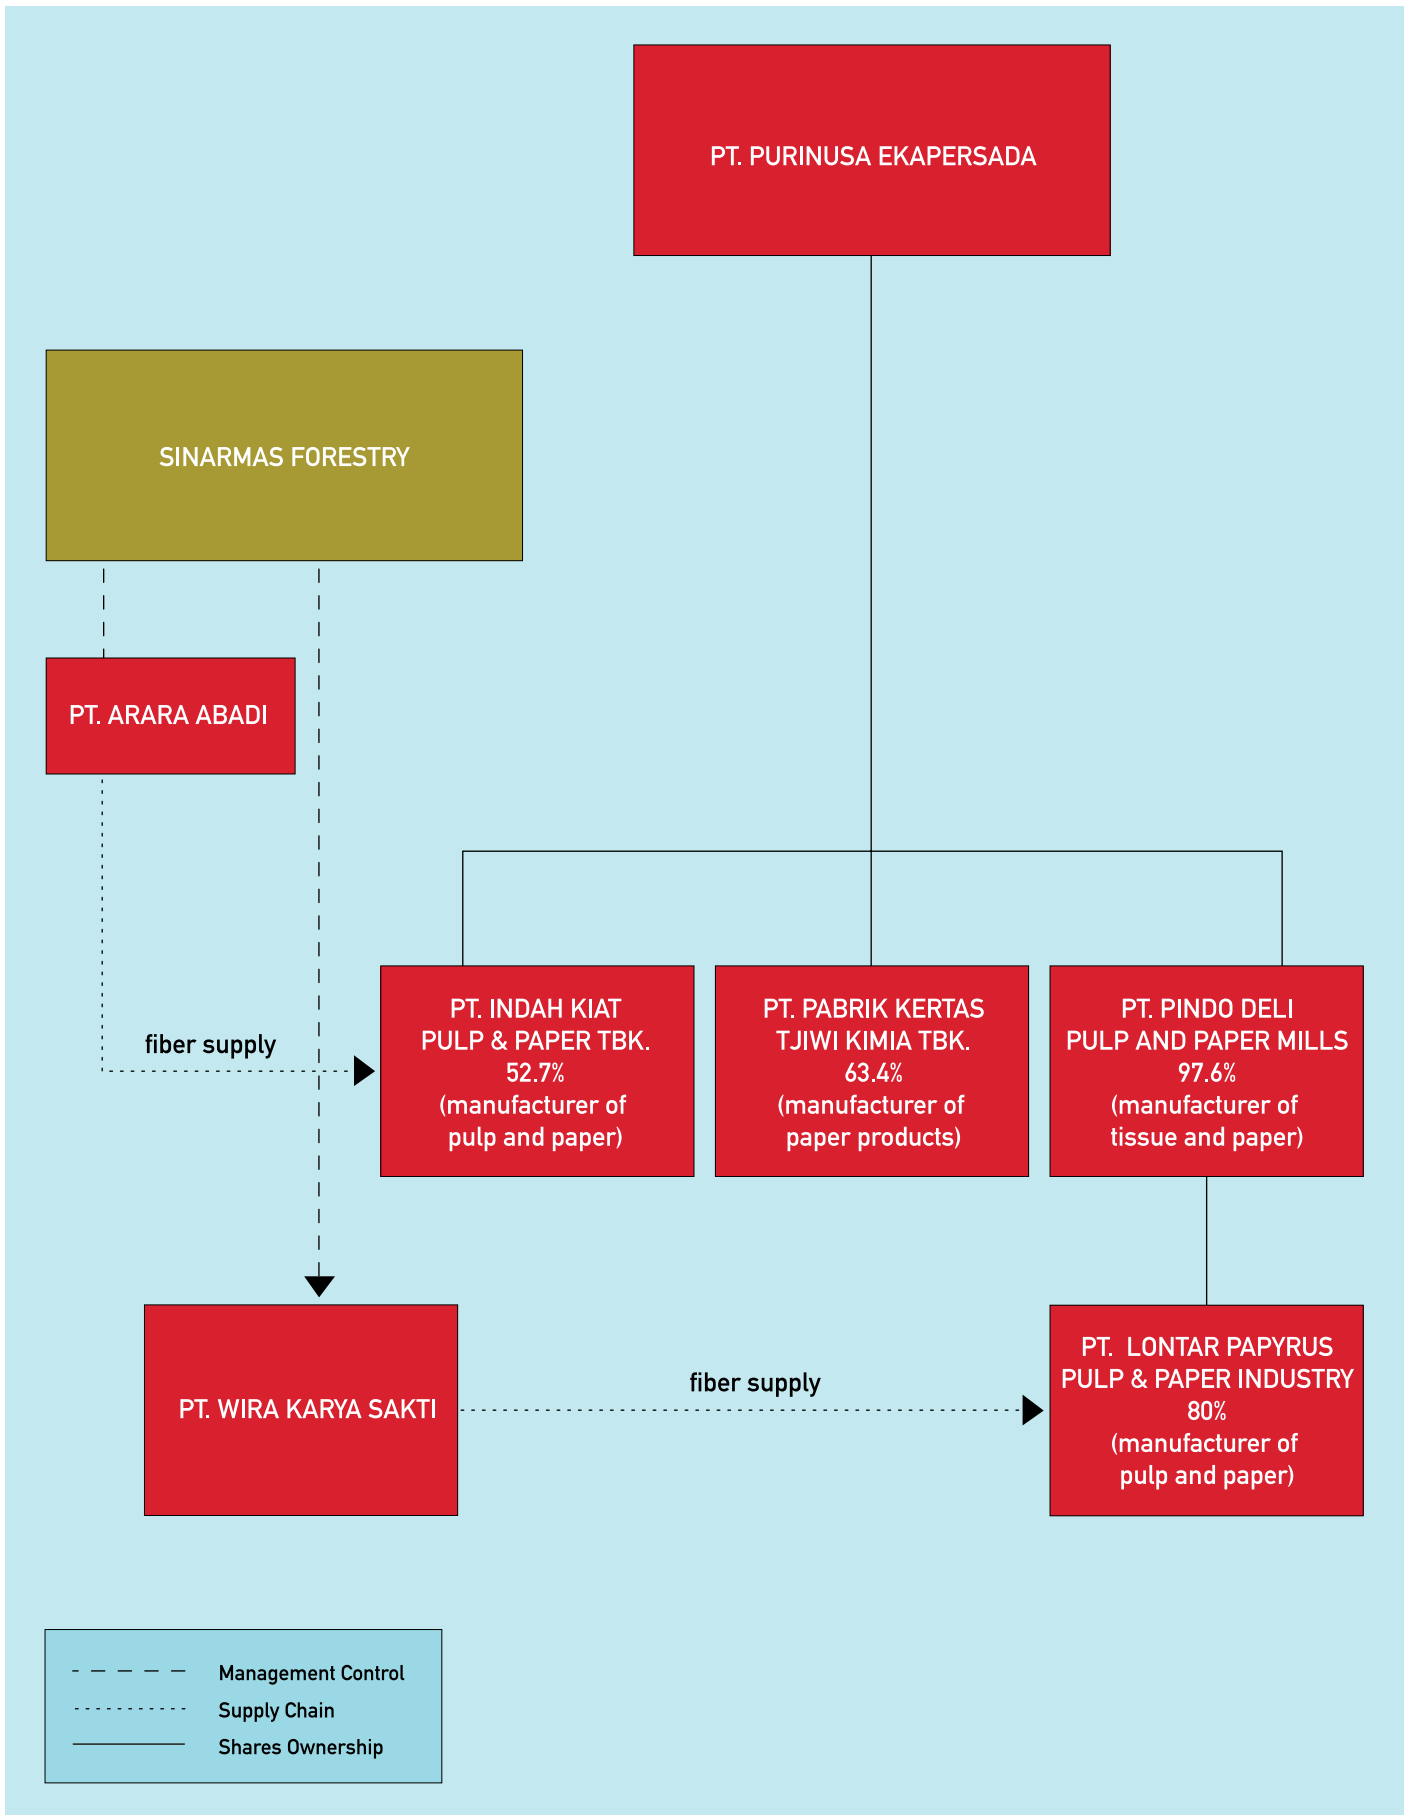 PT. PURINUSA EKAPERSADA
SINARMAS FORESTRY
PT. ARARA ABADI
fiber supply
PT. INDAH KIAT
PULP & PAPER TBK.
52.7%
(manufacturer of
pulp and paper)
PT. PABRIK KERTAS
TJIWI KIMIA TBK.
63.4%
(manufacturer of
paper products)
PT. PINDO DELI
PULP AND PAPER MILLS
97.6%
(manufacturer of
tissue and paper)
PT. WIRA KARYA SAKTI
fiber supply
PT. LONTAR PAPYRUS
PULP & PAPER INDUSTRY
80%
(manufacturer of
pulp and paper)
Management Control
Supply Chain
Shares Ownership